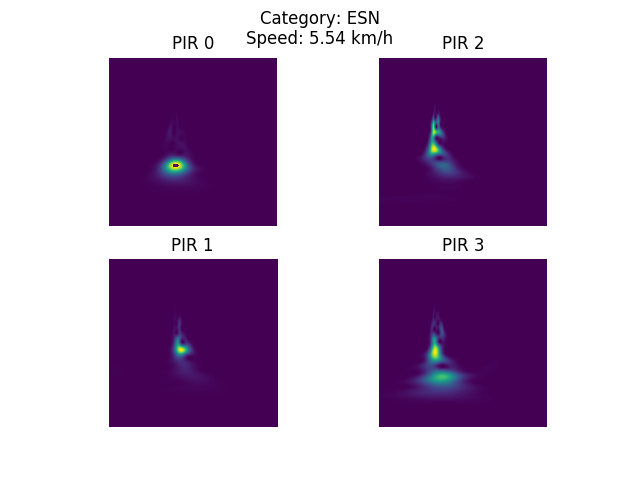 Category: ESN
Speed: 5.54 km/h
PIR 0
PIR 2
PIR 1
PIR 3